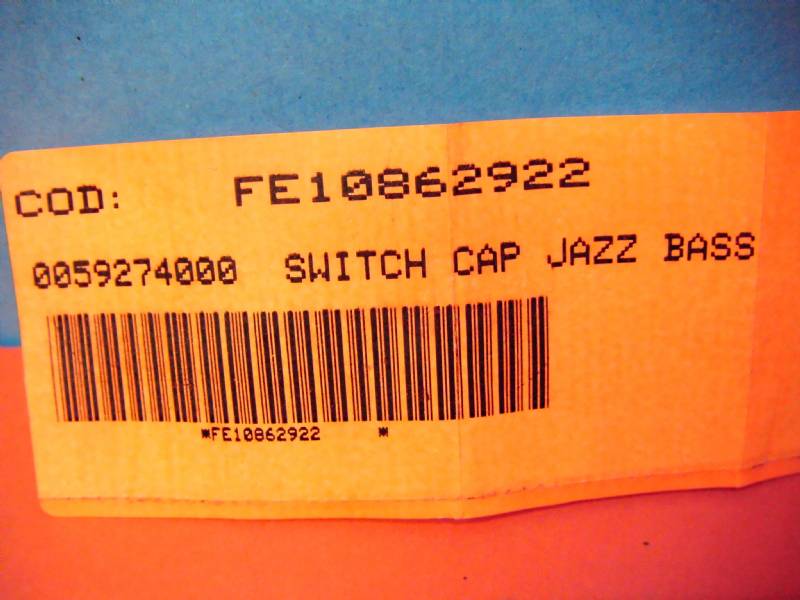 COD: FE10862922
0059274000 SWITCH CAP JAZZ BASS
*FE10862922 *